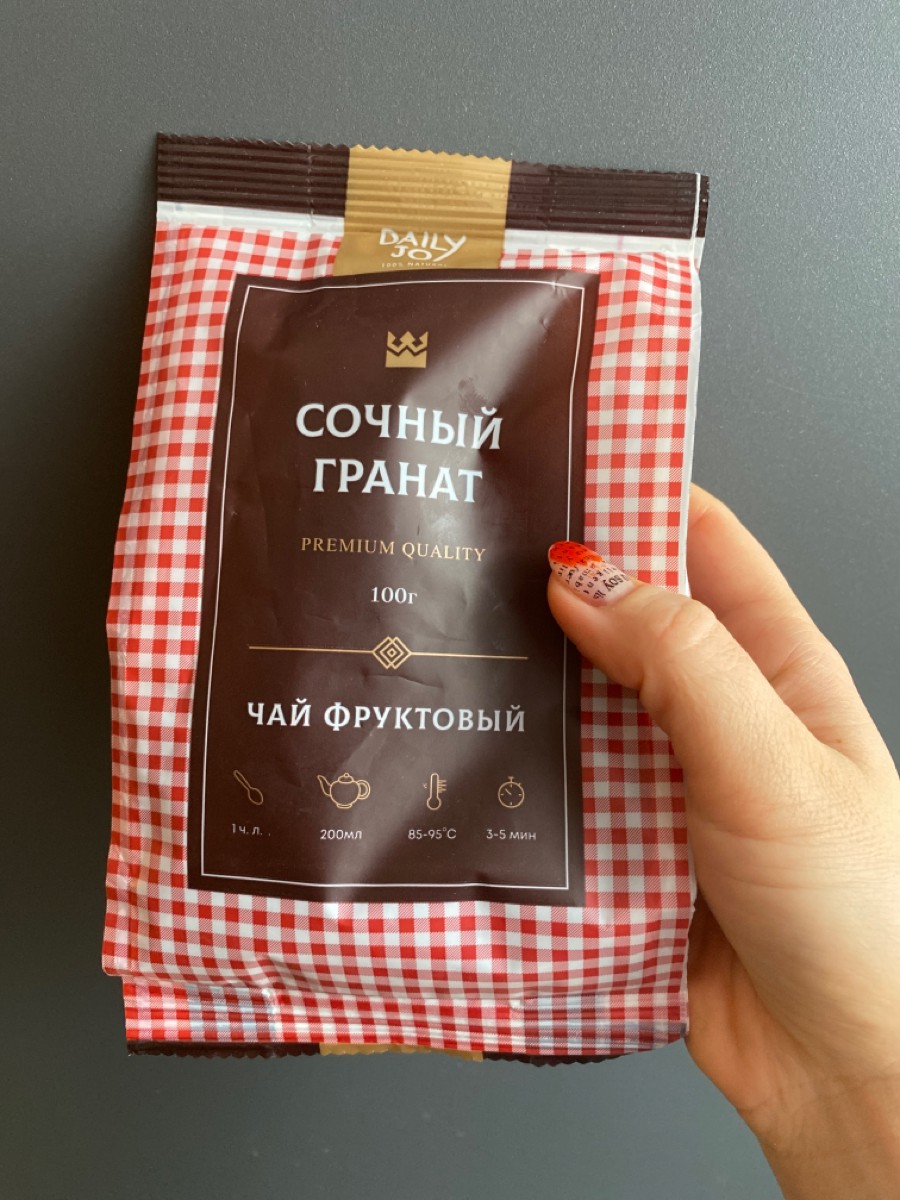 DAILY
JOY
100% NATURAL
СОЧНЫЙ
ГРАНАТ
PREMIUM QUALITY
100г
ЧАЙ ФРУКТОВЫЙ
1 ч. л.
200мл
85-95°С
3-5 мин